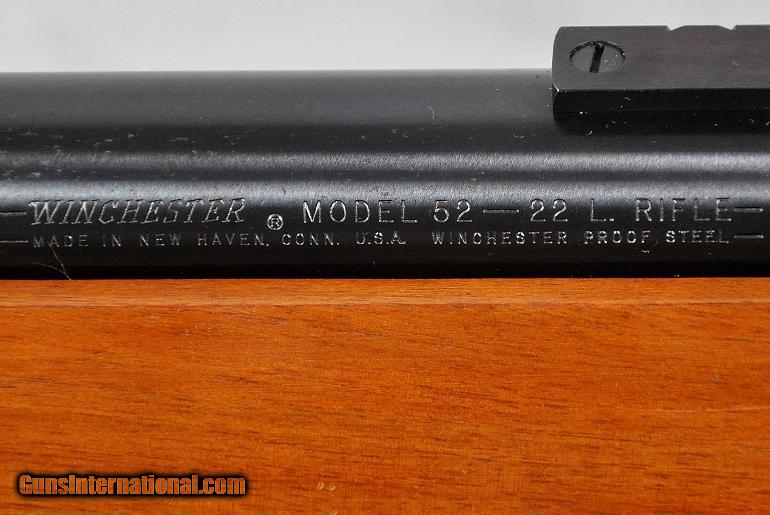 —WINCHESTER ® MODEL 52—22 L. RIFLE—
—MADE IN NEW HAVEN, CONN. U.S.A. WINCHESTER PROOF STEEL—
GunsInternational.com